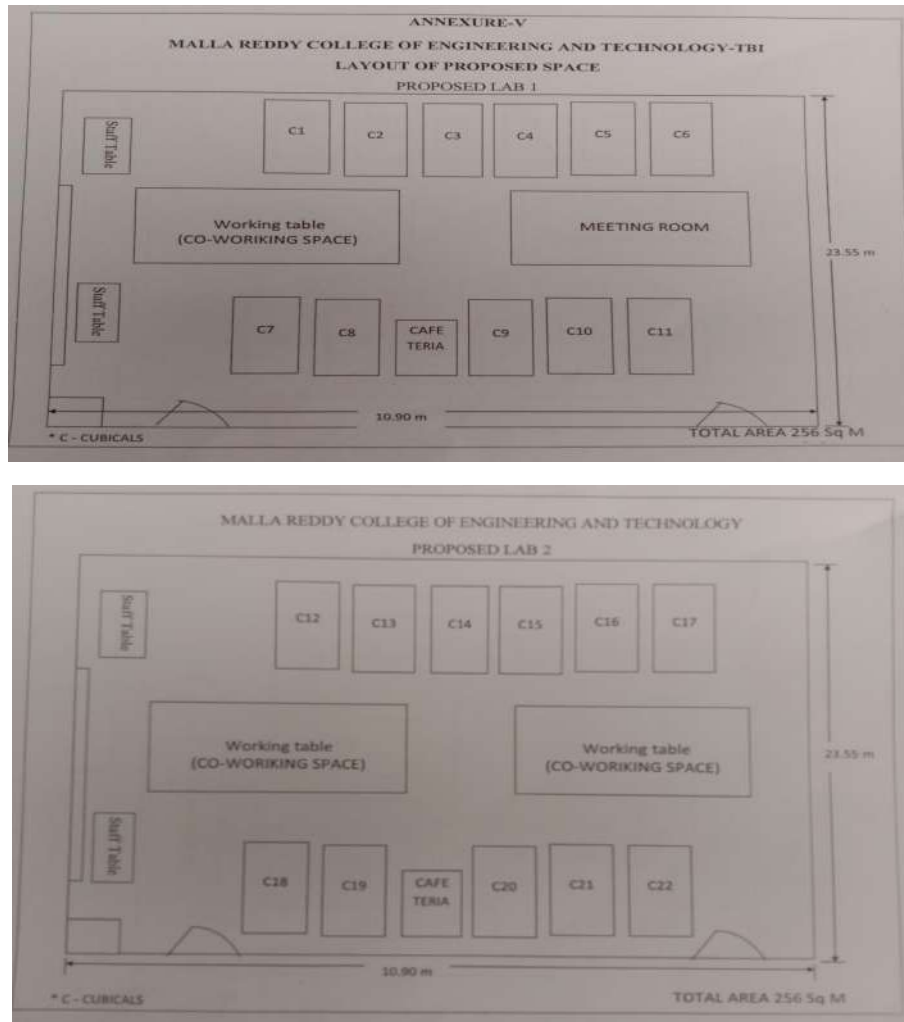 ANNEXURE-V
MALLA REDDY COLLEGE OF ENGINEERING AND TECHNOLOGY-TBI
LAYOUT OF PROPOSED SPACE
PROPOSED LAB 1
Staff Table
C1
C2
C3
C4
C5
C6
Working table
(CO-WORIKING SPACE)
MEETING ROOM
23.55 m
Staff Table
C7
C8
CAFE
TERIA
C9
C10
C11
10.90 m
* C - CUBICALS
TOTAL AREA 256 Sq M
MALLA REDDY COLLEGE OF ENGINEERING AND TECHNOLOGY
PROPOSED LAB 2
Staff Table
C12
C13
C14
C15
C16
C17
Working table
(CO-WORIKING SPACE)
Working table
(CO-WORIKING SPACE)
23.55 m
Staff Table
C18
C19
CAFE
TERIA
C20
C21
C22
10.90 m
* C - CUBICALS
TOTAL AREA 256 Sq M